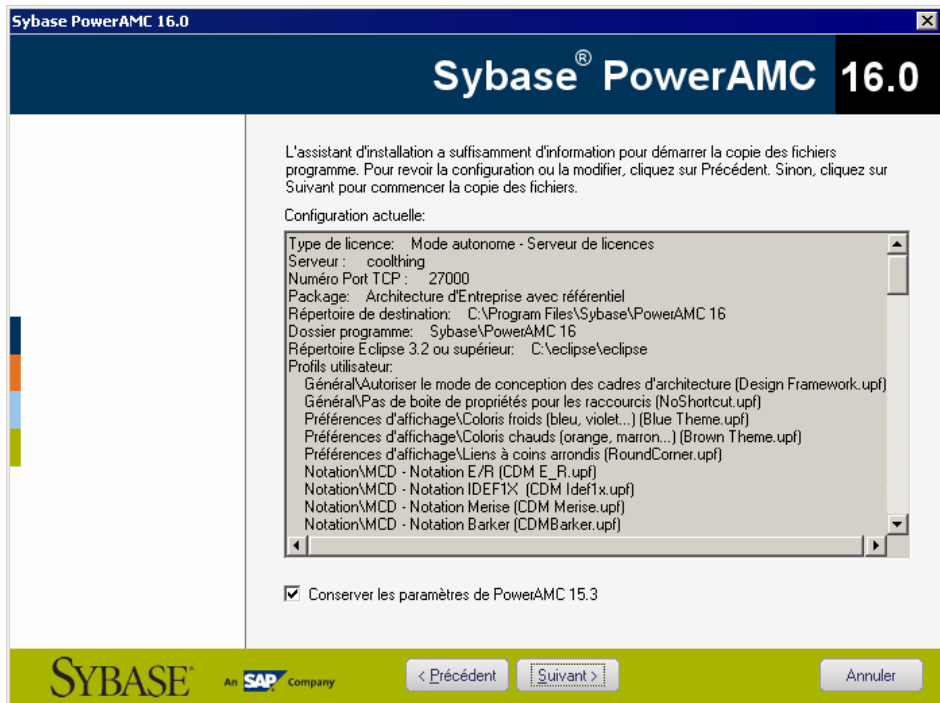 Sybase PowerAMC 16.0
Sybase® PowerAMC 16.0
L'assistant d'installation a suffisamment d'information pour démarrer la copie des fichiers
programme. Pour revoir la configuration ou la modifier, cliquez sur Précédent. Sinon, cliquez sur
Suivant pour commencer la copie des fichiers.
Configuration actuelle:
Type de licence: Mode autonome - Serveur de licences
Serveur : coolthing
Numéro Port TCP : 27000
Package: Architecture d'Entreprise avec référentiel
Répertoire de destination: C:\Program Files\Sybase\PowerAMC 16
Dossier programme: Sybase\PowerAMC 16
Répertoire Eclipse 3.2 ou supérieur: C:\eclipse\eclipse
Profils utilisateur:
Général\Autoriser le mode de conception des cadres d'architecture (Design Framework.upf)
Général\Pas de boite de propriétés pour les raccourcis (NoShortcut.upf)
Préférences d'affichage\Coloris froids (bleu, violet...) (Blue Theme.upf)
Préférences d'affichage\Coloris chauds (orange, marron...) (Brown Theme.upf)
Préférences d'affichage\Liens à coins arrondis (RoundCorner.upf)
Notation\MCD - Notation E/R (CDM E_R.upf)
Notation\MCD - Notation IDEF1X (CDM Idef1x.upf)
Notation\MCD - Notation Merise (CDM Merise.upf)
Notation\MCD - Notation Barker (CDMBarker.upf)
Conserver les paramètres de PowerAMC 15.3
SYBASE An SAP Company
< Précédent
Suivant >
Annuler